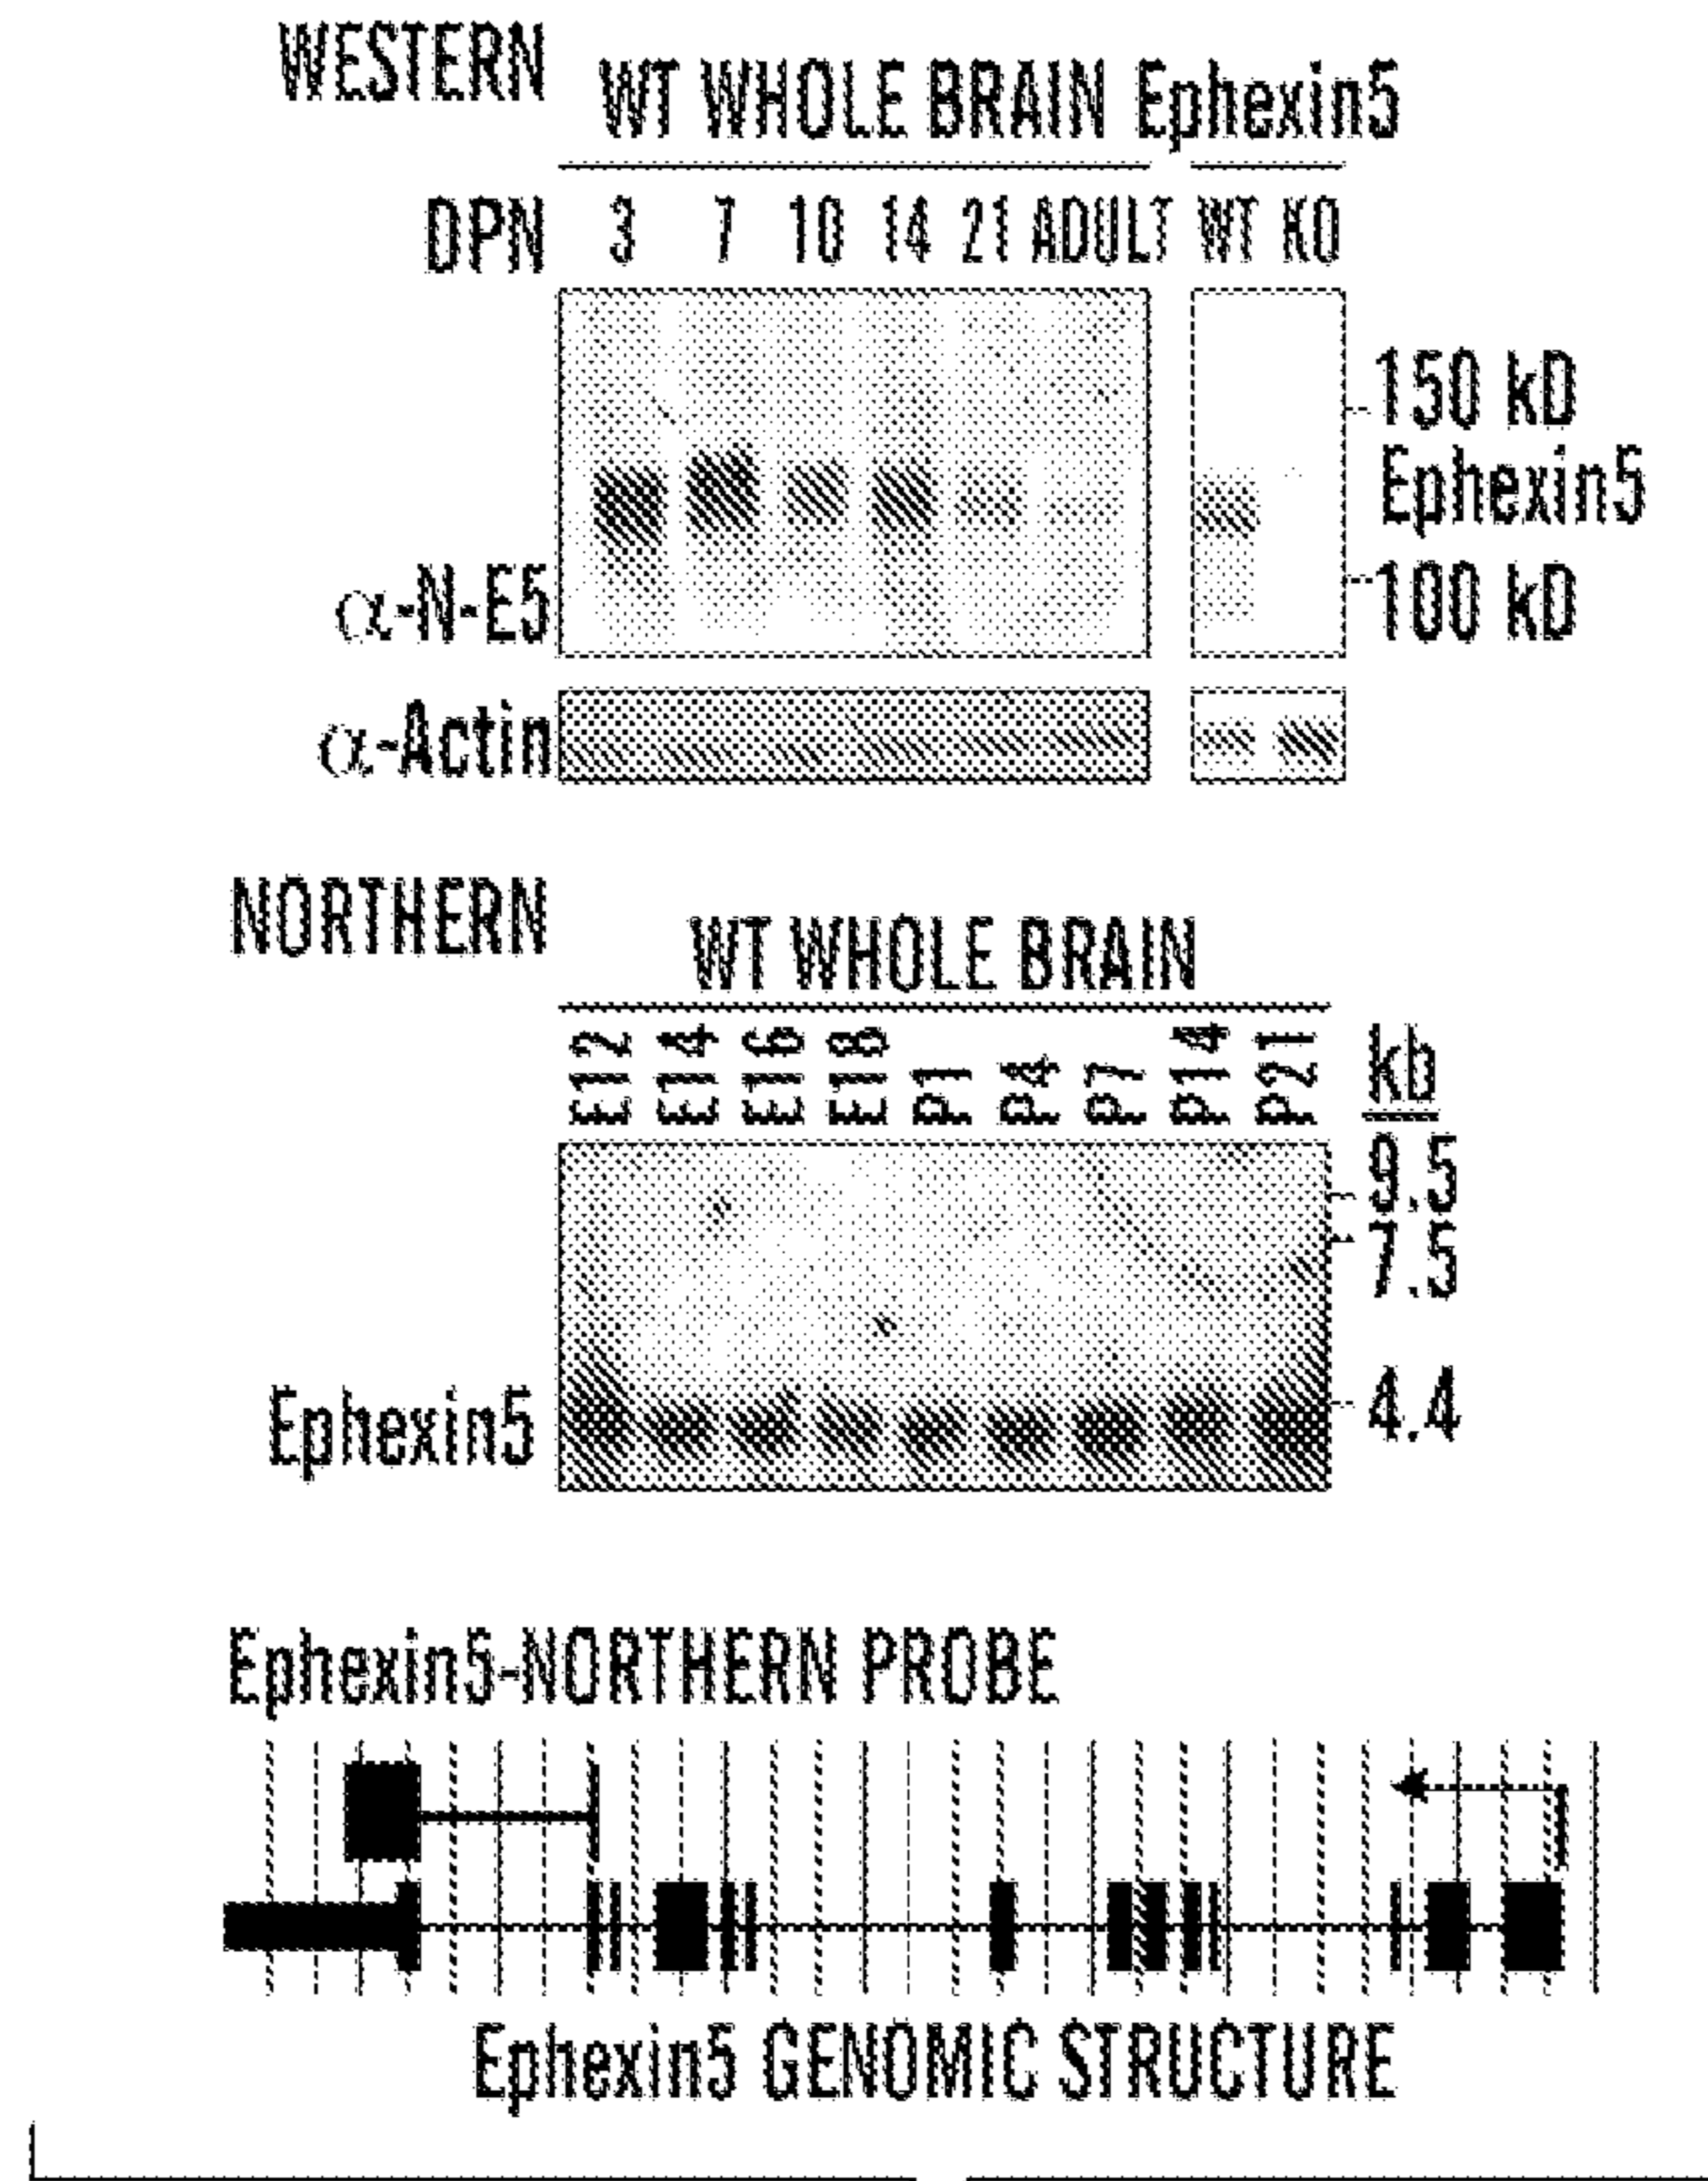 WESTERN
WT WHOLE BRAIN Ephexin5
DPN 3 7 10 14 21 ADULT WT KO
150 kD
Ephexin5
α-N-E5
100 kD
α-Actin
NORTHERN
WT WHOLE BRAIN
E12 E14 E16 E18 P1 P4 P7 P14 P21 kb
9.5
7.5
Ephexin5
4.4
Ephexin5-NORTHERN PROBE
Ephexin5 GENOMIC STRUCTURE